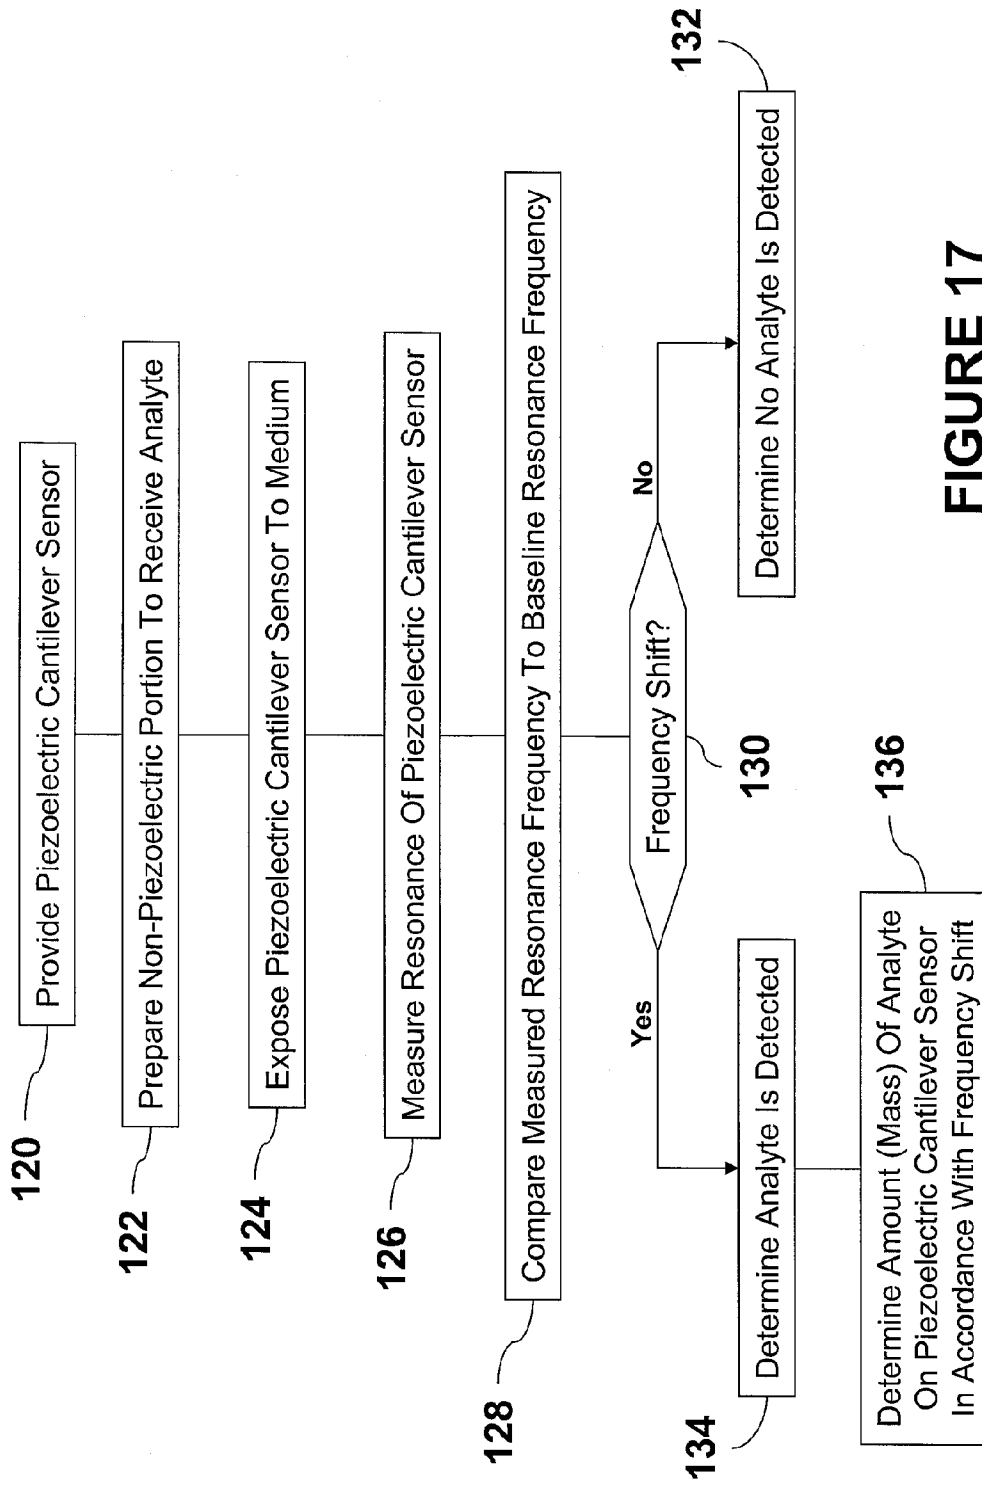 120
Provide Piezoelectric Cantilever Sensor
122
Prepare Non-Piezoelectric Portion To Receive Analyte
124
Expose Piezoelectric Cantilever Sensor To Medium
126
Measure Resonance Of Piezoelectric Cantilever Sensor
128
Compare Measured Resonance Frequency To Baseline Resonance Frequency
Frequency Shift?
130
Yes
No
134
Determine Analyte Is Detected
132
Determine No Analyte Is Detected
136
Determine Amount (Mass) Of Analyte
On Piezoelectric Cantilever Sensor
In Accordance With Frequency Shift
FIGURE 17